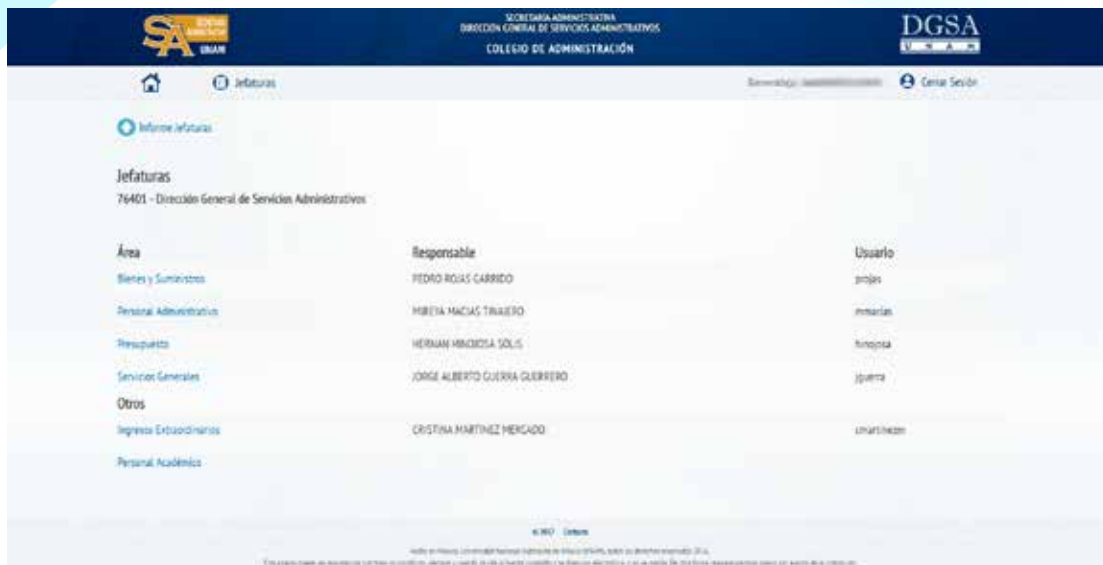 SA
UNAM
SECRETARÍA ADMINISTRATIVA
DIRECCIÓN GENERAL DE SERVICIOS ADMINISTRATIVOS
COLEGIO DE ADMINISTRACIÓN
DGSA
U N A M
Jefaturas
Cerrar Sesión
Informe Jefaturas
Jefaturas
76401 - Dirección General de Servicios Administrativos
Área Responsable Usuario
Bienes y Suministros PEDRO ROJAS GARRIDO projas
Personal Administrativo MIREYA MACIAS TINAJERO mmacias
Presupuesto HERNAN HINOJOSA SOLIS hinojosa
Servicios Generales JORGE ALBERTO GUERRA GUERRERO jguerra
Otros
Ingresos Extraordinarios CRISTINA MARTINEZ MERCADO cmartinezm
Personal Académico